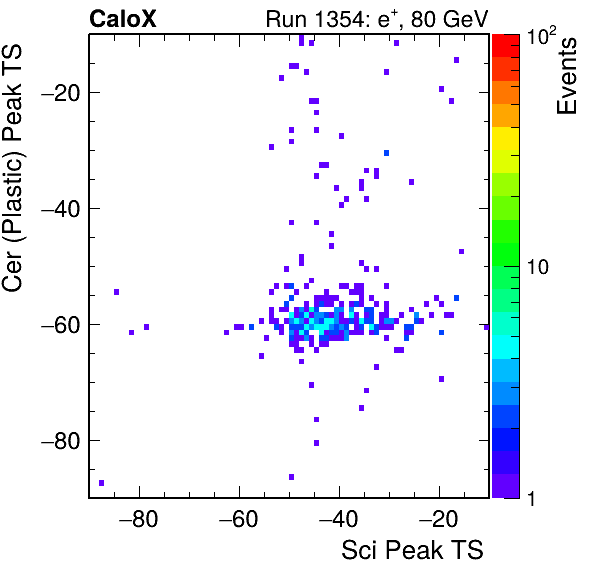 CaloX Run 1354: e⁺, 80 GeV
Cer (Plastic) Peak TS
−20
−40
−60
−80
−80 −60 −40 −20
Sci Peak TS
10²
10
1
Events